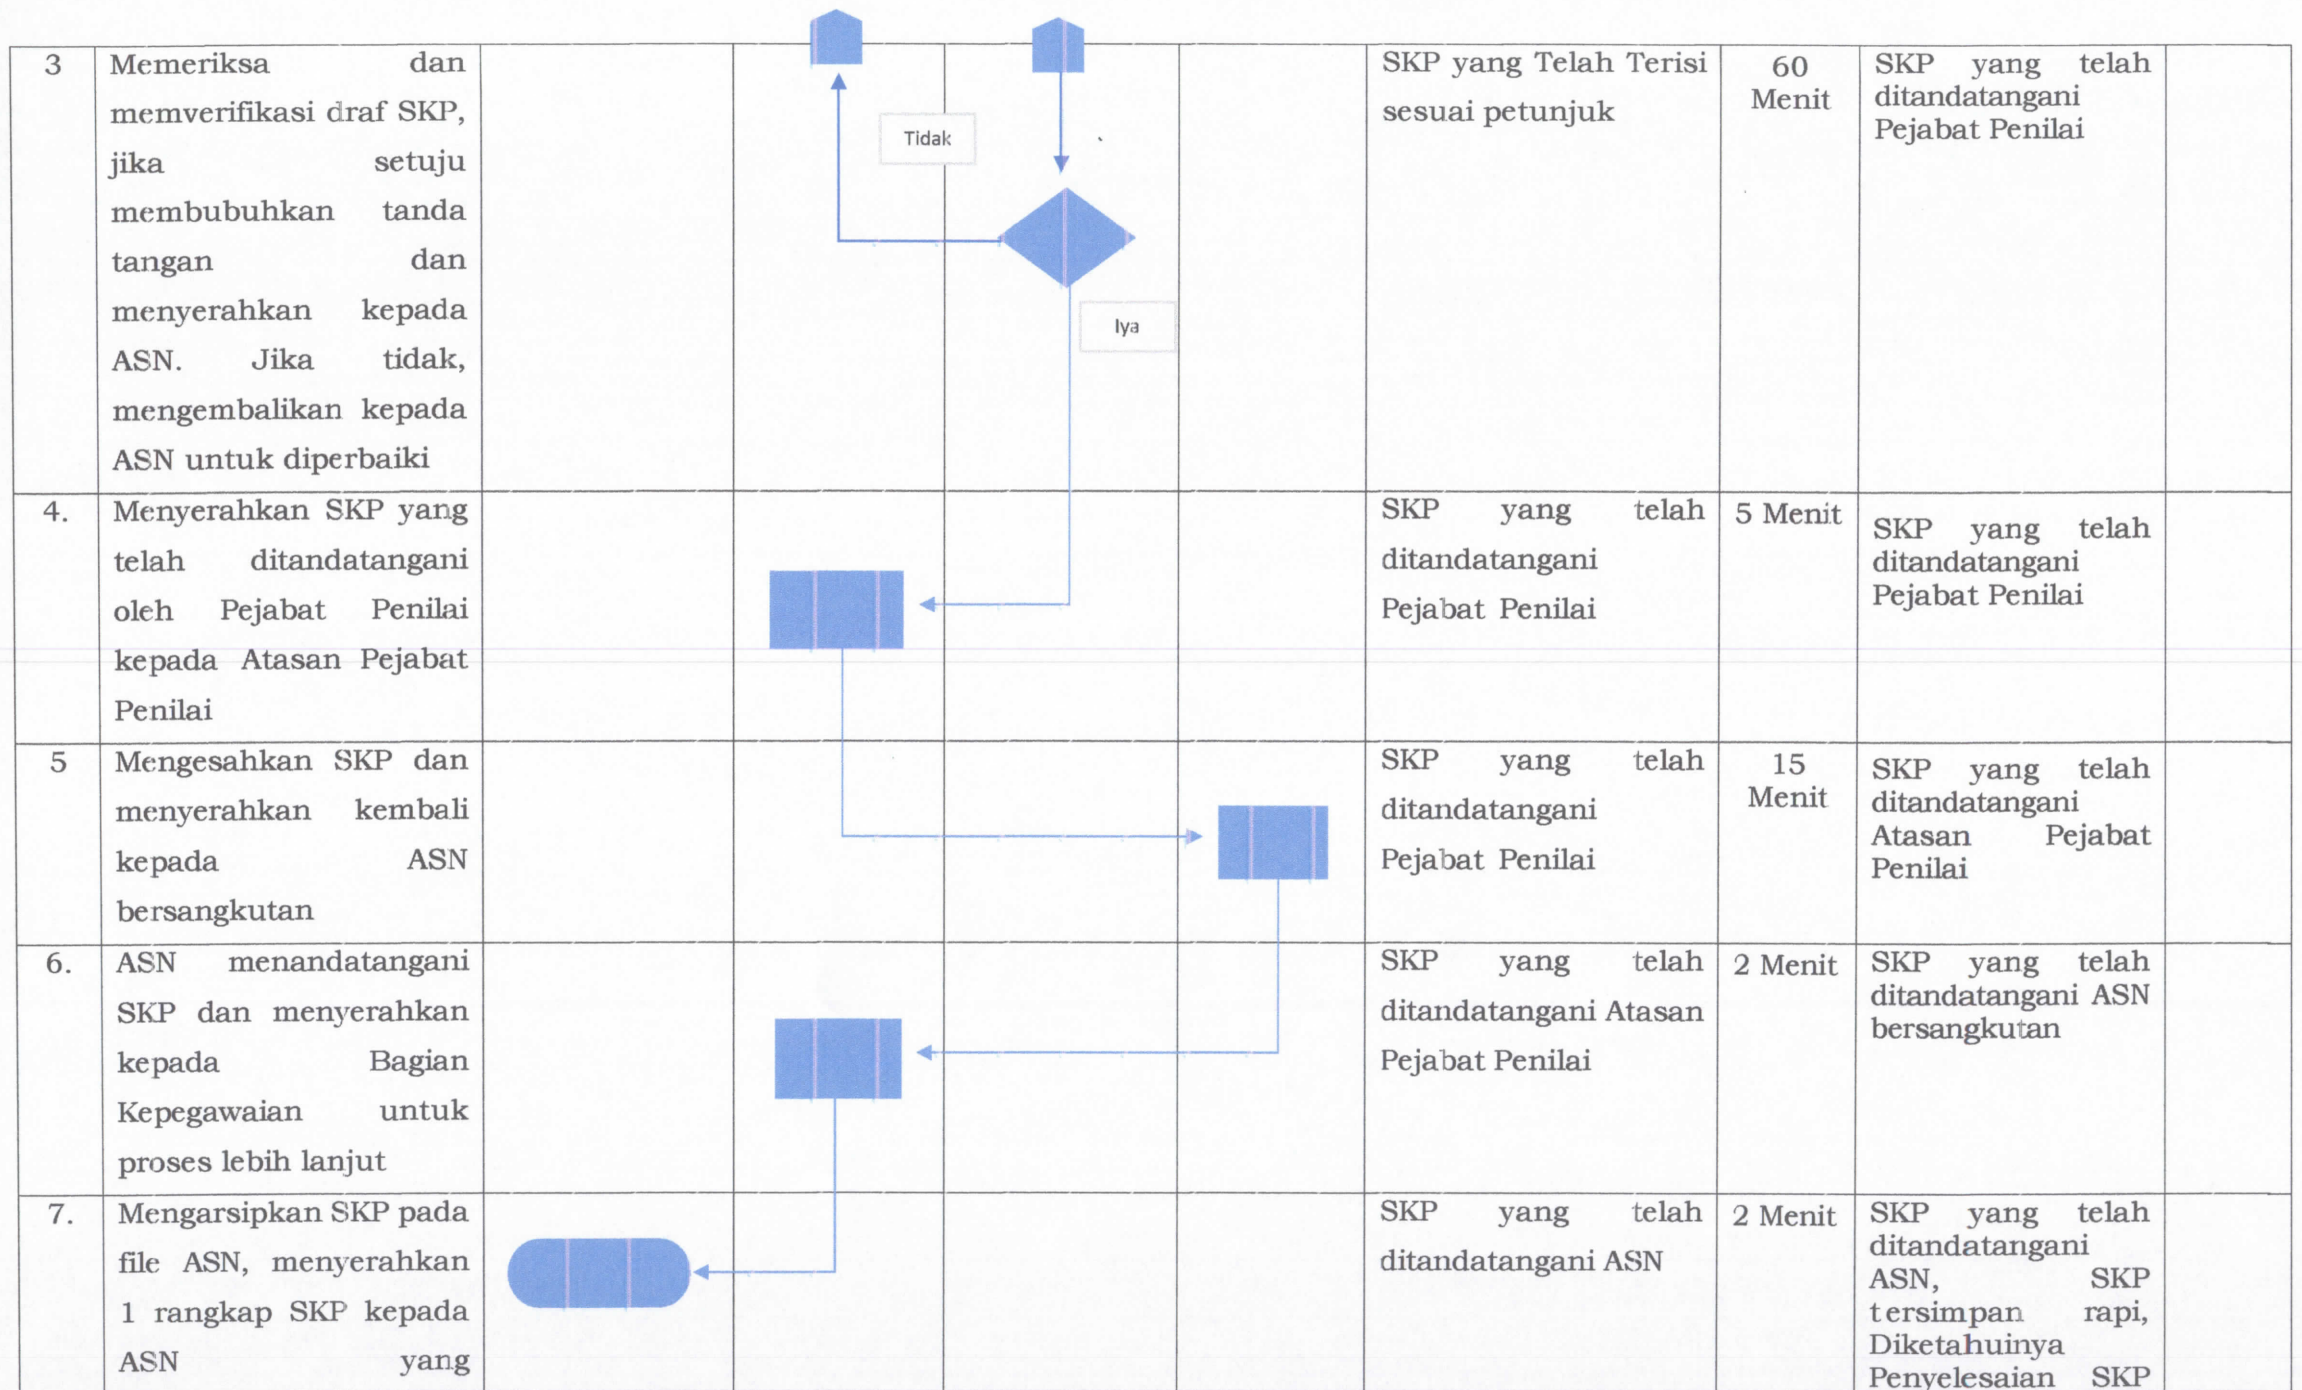 3
Memeriksa dan
memverifikasi draf SKP,
jika setuju
membubuhkan tanda
tangan dan
menyerahkan kepada
ASN. Jika tidak,
mengembalikan kepada
ASN untuk diperbaiki
Tidak
Iya
SKP yang Telah Terisi
sesuai petunjuk
60
Menit
SKP yang telah
ditandatangani
Pejabat Penilai
4.
Menyerahkan SKP yang
telah ditandatangani
oleh Pejabat Penilai
kepada Atasan Pejabat
Penilai
SKP yang telah
ditandatangani
Pejabat Penilai
5 Menit
SKP yang telah
ditandatangani
Pejabat Penilai
5
Mengesahkan SKP dan
menyerahkan kembali
kepada ASN
bersangkutan
SKP yang telah
ditandatangani
Pejabat Penilai
15
Menit
SKP yang telah
ditandatangani
Atasan Pejabat
Penilai
6.
ASN menandatangani
SKP dan menyerahkan
kepada Bagian
Kepegawaian untuk
proses lebih lanjut
SKP yang telah
ditandatangani Atasan
Pejabat Penilai
2 Menit
SKP yang telah
ditandatangani ASN
bersangkutan
7.
Mengarsipkan SKP pada
file ASN, menyerahkan
1 rangkap SKP kepada
ASN yang
SKP yang telah
ditandatangani ASN
2 Menit
SKP yang telah
ditandatangani
ASN, SKP
tersimpan rapi,
Diketahuinya
Penyelesaian SKP